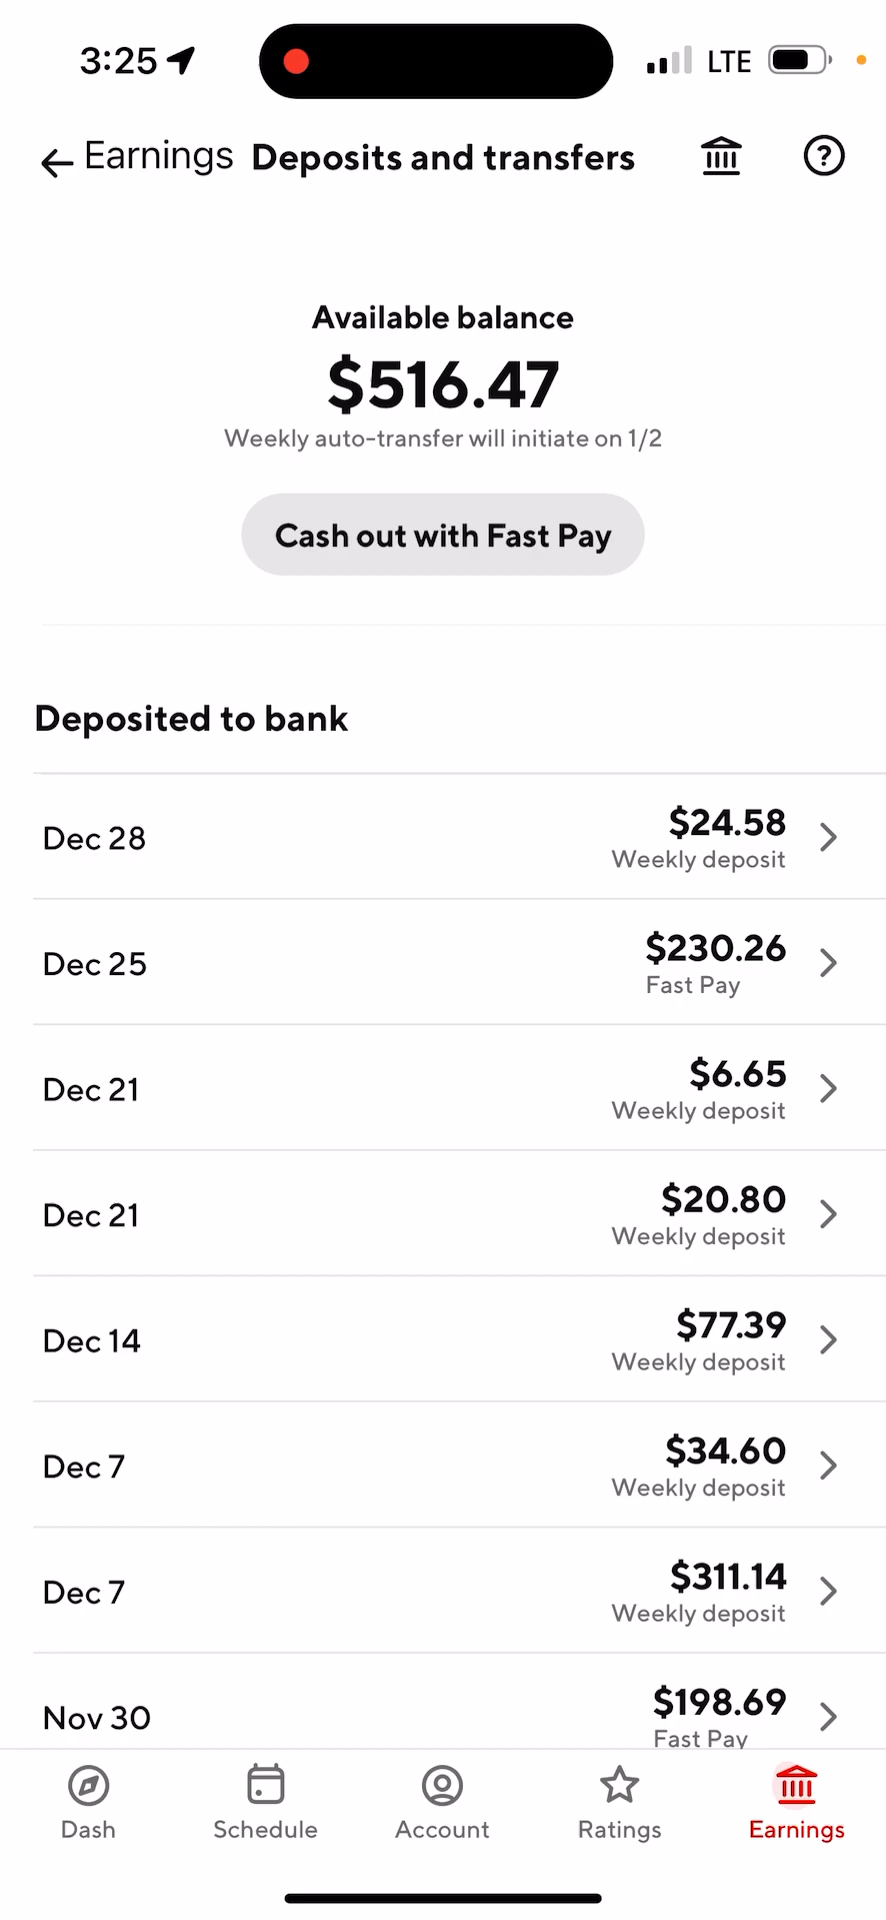 3:25
LTE
Earnings Deposits and transfers
Available balance
$516.47
Weekly auto-transfer will initiate on 1/2
Cash out with Fast Pay
Deposited to bank
Dec 28
$24.58
Weekly deposit
Dec 25
$230.26
Fast Pay
Dec 21
$6.65
Weekly deposit
Dec 21
$20.80
Weekly deposit
Dec 14
$77.39
Weekly deposit
Dec 7
$34.60
Weekly deposit
Dec 7
$311.14
Weekly deposit
Nov 30
$198.69
Fast Pay
Dash
Schedule
Account
Ratings
Earnings